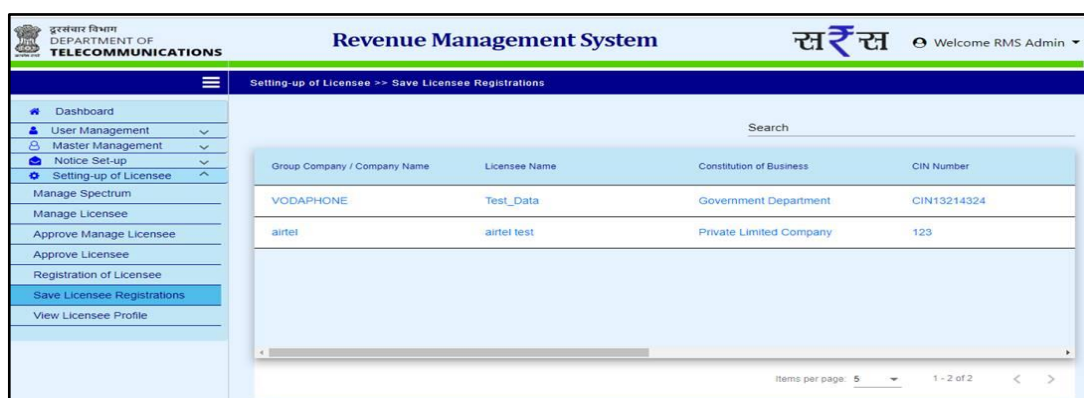 दूरसंचार विभाग
DEPARTMENT OF
TELECOMMUNICATIONS
Revenue Management System
सरस
Welcome RMS Admin
Setting-up of Licensee >> Save Licensee Registrations
Dashboard
User Management
Master Management
Notice Set-up
Setting-up of Licensee
Manage Spectrum
Manage Licensee
Approve Manage Licensee
Approve Licensee
Registration of Licensee
Save Licensee Registrations
View Licensee Profile
Search
Group Company / Company Name Licensee Name Constitution of Business CIN Number
VODAPHONE Test_Data Government Department CIN13214324
airtel airtel test Private Limited Company 123
Items per page: 5 1 - 2 of 2